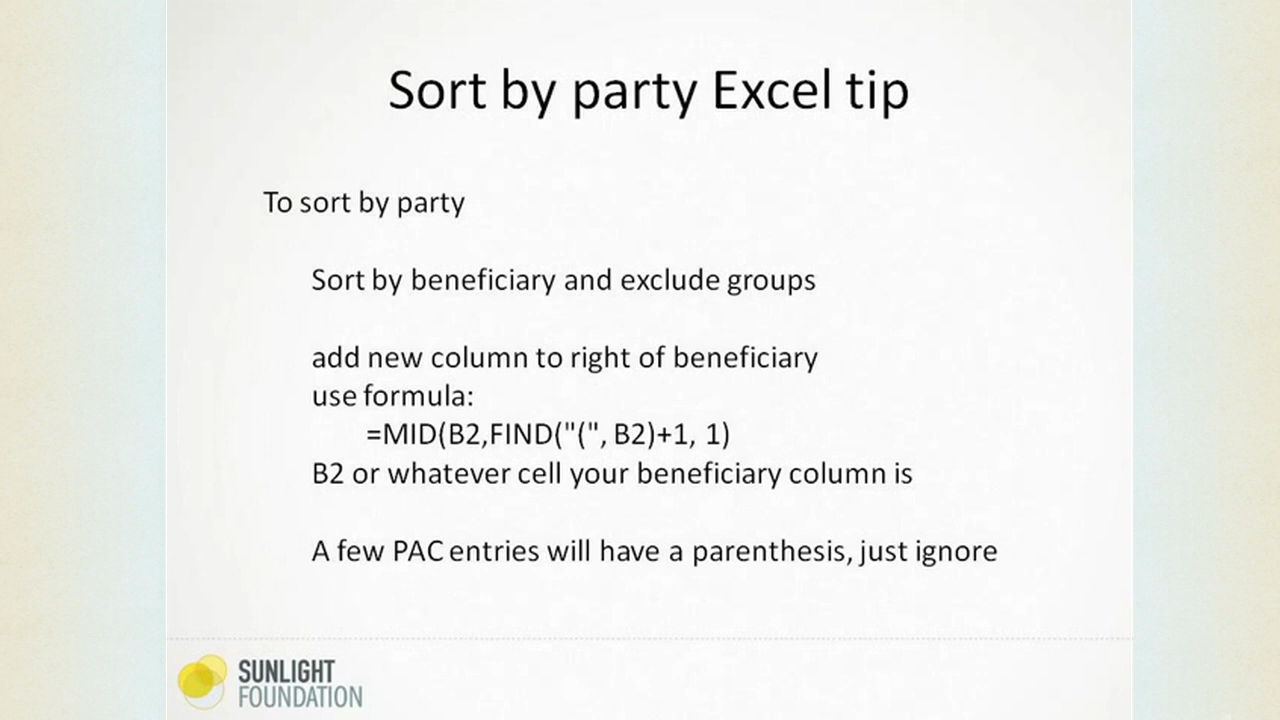 Sort by party Excel tip
To sort by party
Sort by beneficiary and exclude groups
add new column to right of beneficiary
use formula:
=MID(B2,FIND("(", B2)+1, 1)
B2 or whatever cell your beneficiary column is
A few PAC entries will have a parenthesis, just ignore
SUNLIGHT
FOUNDATION